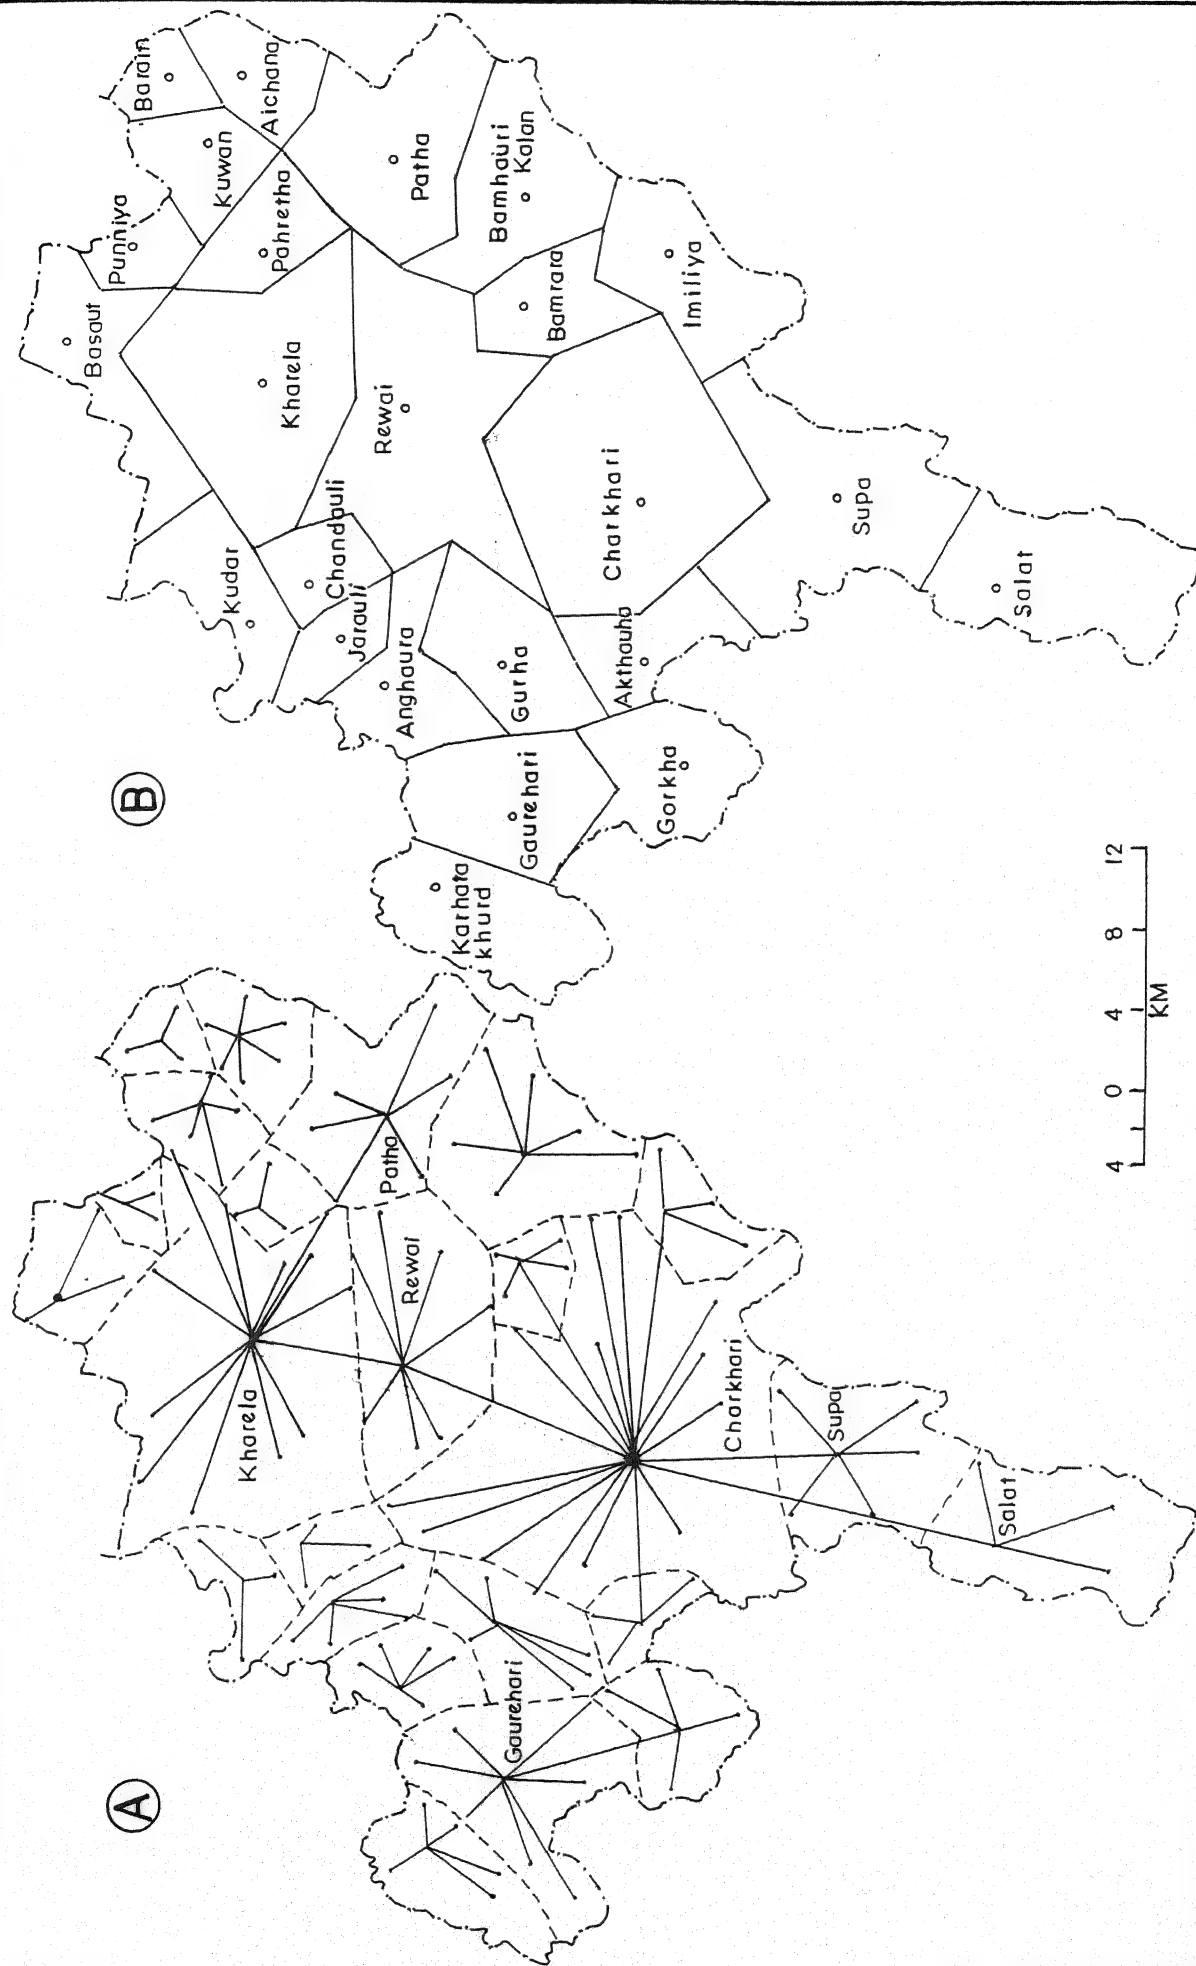 A
Kharela
Patha
Rewai
Gaurehari
Charkhari
Supa
Salat
B
Barain
Aichana
Kuwan
Punniya
Pahretha
Patha
Basaut
Bamhauri
Kalan
Kharela
Rewai
Bamrara
Imiliya
Kudar
Chandauli
Jarauli
Anghaura
Charkhari
Gurha
Akthauha
Supa
Salat
Gaurehari
Gorkha
Karhata
khurd
4 0 4 8 12
KM